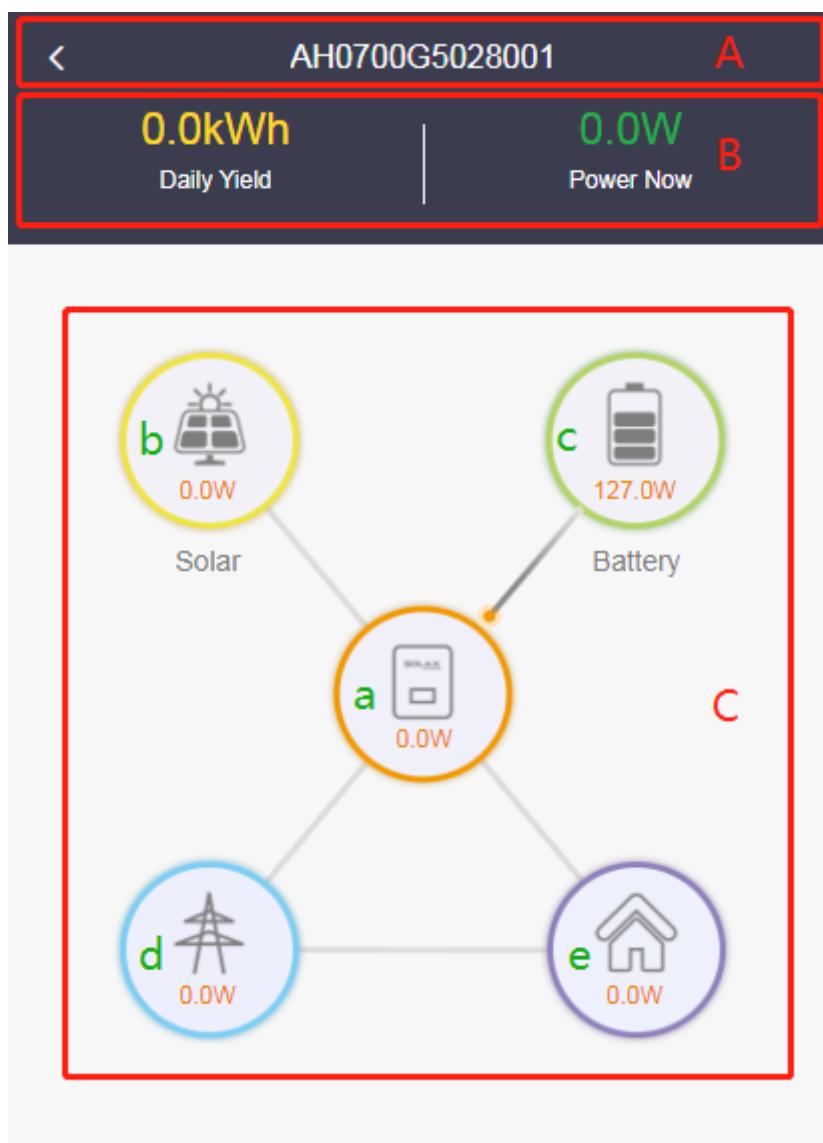 AH0700G5028001 A
0.0kWh 0.0W
Daily Yield Power Now B
b c
0.0W 127.0W
Solar Battery
SOLAX
a C
0.0W
d e
0.0W 0.0W